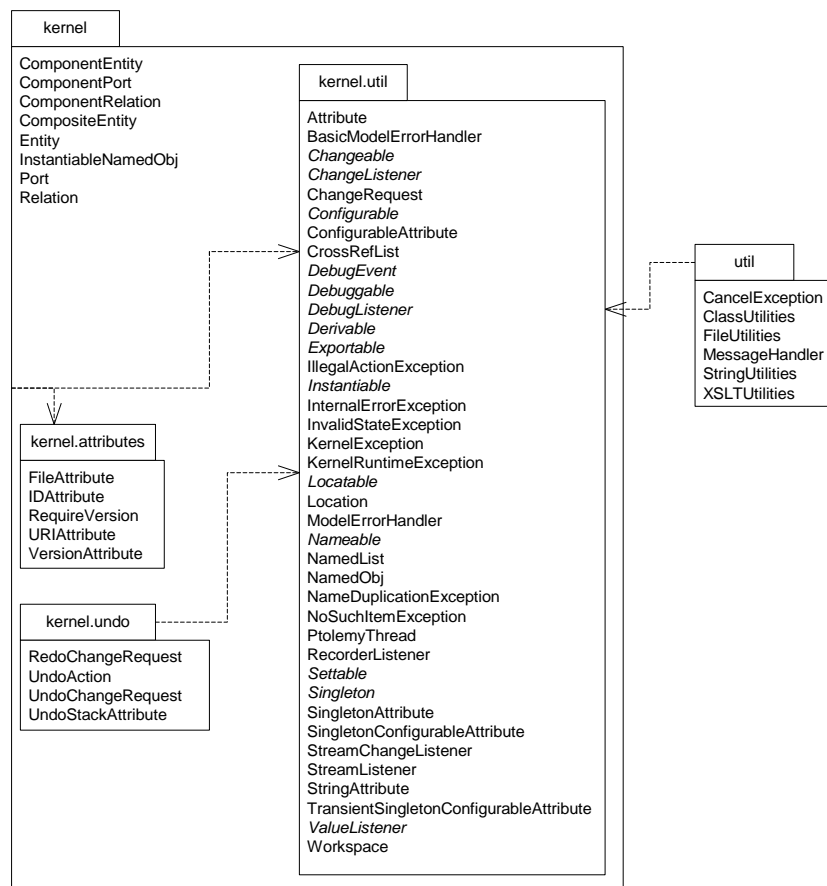 kernel
ComponentEntity
ComponentPort
ComponentRelation
CompositeEntity
Entity
InstantiableNamedObj
Port
Relation
kernel.util
Attribute
BasicModelErrorHandler
Changeable
ChangeListener
ChangeRequest
Configurable
ConfigurableAttribute
CrossRefList
DebugEvent
Debuggable
DebugListener
Derivable
Exportable
IllegalActionException
Instantiable
InternalErrorException
InvalidStateException
KernelException
KernelRuntimeException
Locatable
Location
ModelErrorHandler
Nameable
NamedList
NamedObj
NameDuplicationException
NoSuchItemException
PtolemyThread
RecorderListener
Settable
Singleton
SingletonAttribute
SingletonConfigurableAttribute
StreamChangeListener
StreamListener
StringAttribute
TransientSingletonConfigurableAttribute
ValueListener
Workspace
util
CancelException
ClassUtilities
FileUtilities
MessageHandler
StringUtilities
XSLTUtilities
kernel.attributes
FileAttribute
IDAttribute
RequireVersion
URIAttribute
VersionAttribute
kernel.undo
RedoChangeRequest
UndoAction
UndoChangeRequest
UndoStackAttribute